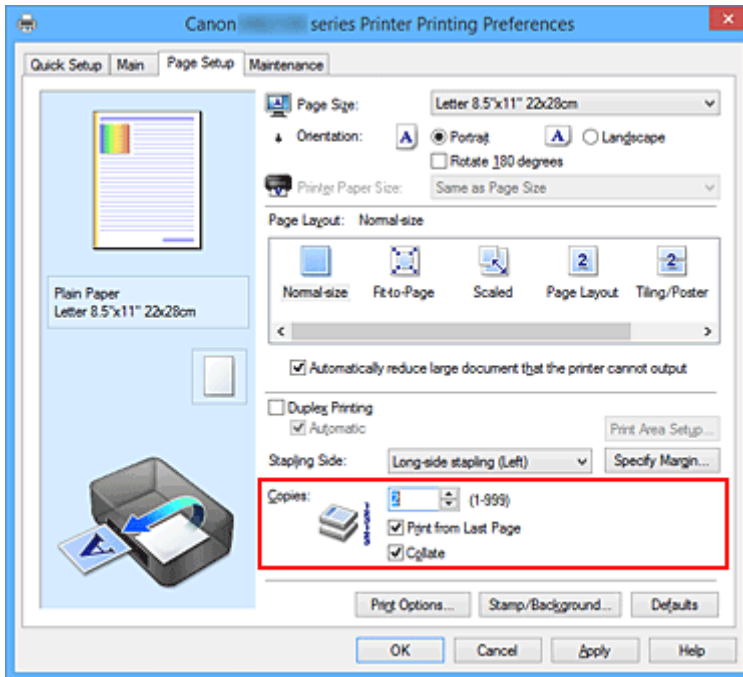 Canon series Printer Printing Preferences
Quick Setup Main Page Setup Maintenance
Page Size: Letter 8.5"x11" 22x28cm
Orientation: A Portrait A Landscape
Rotate 180 degrees
Printer Paper Size: Same as Page Size
Page Layout: Normal-size
Normal-size Fit-to-Page Scaled Page Layout Tiling/Poster
Plain Paper
Letter 8.5"x11" 22x28cm
Automatically reduce large document that the printer cannot output
Duplex Printing
Automatic
Print Area Setup...
Stapling Side: Long-side stapling (Left) Specify Margin...
Copies: 2 (1-999)
Print from Last Page
Collate
Print Options... Stamp/Background... Defaults
OK Cancel Apply Help